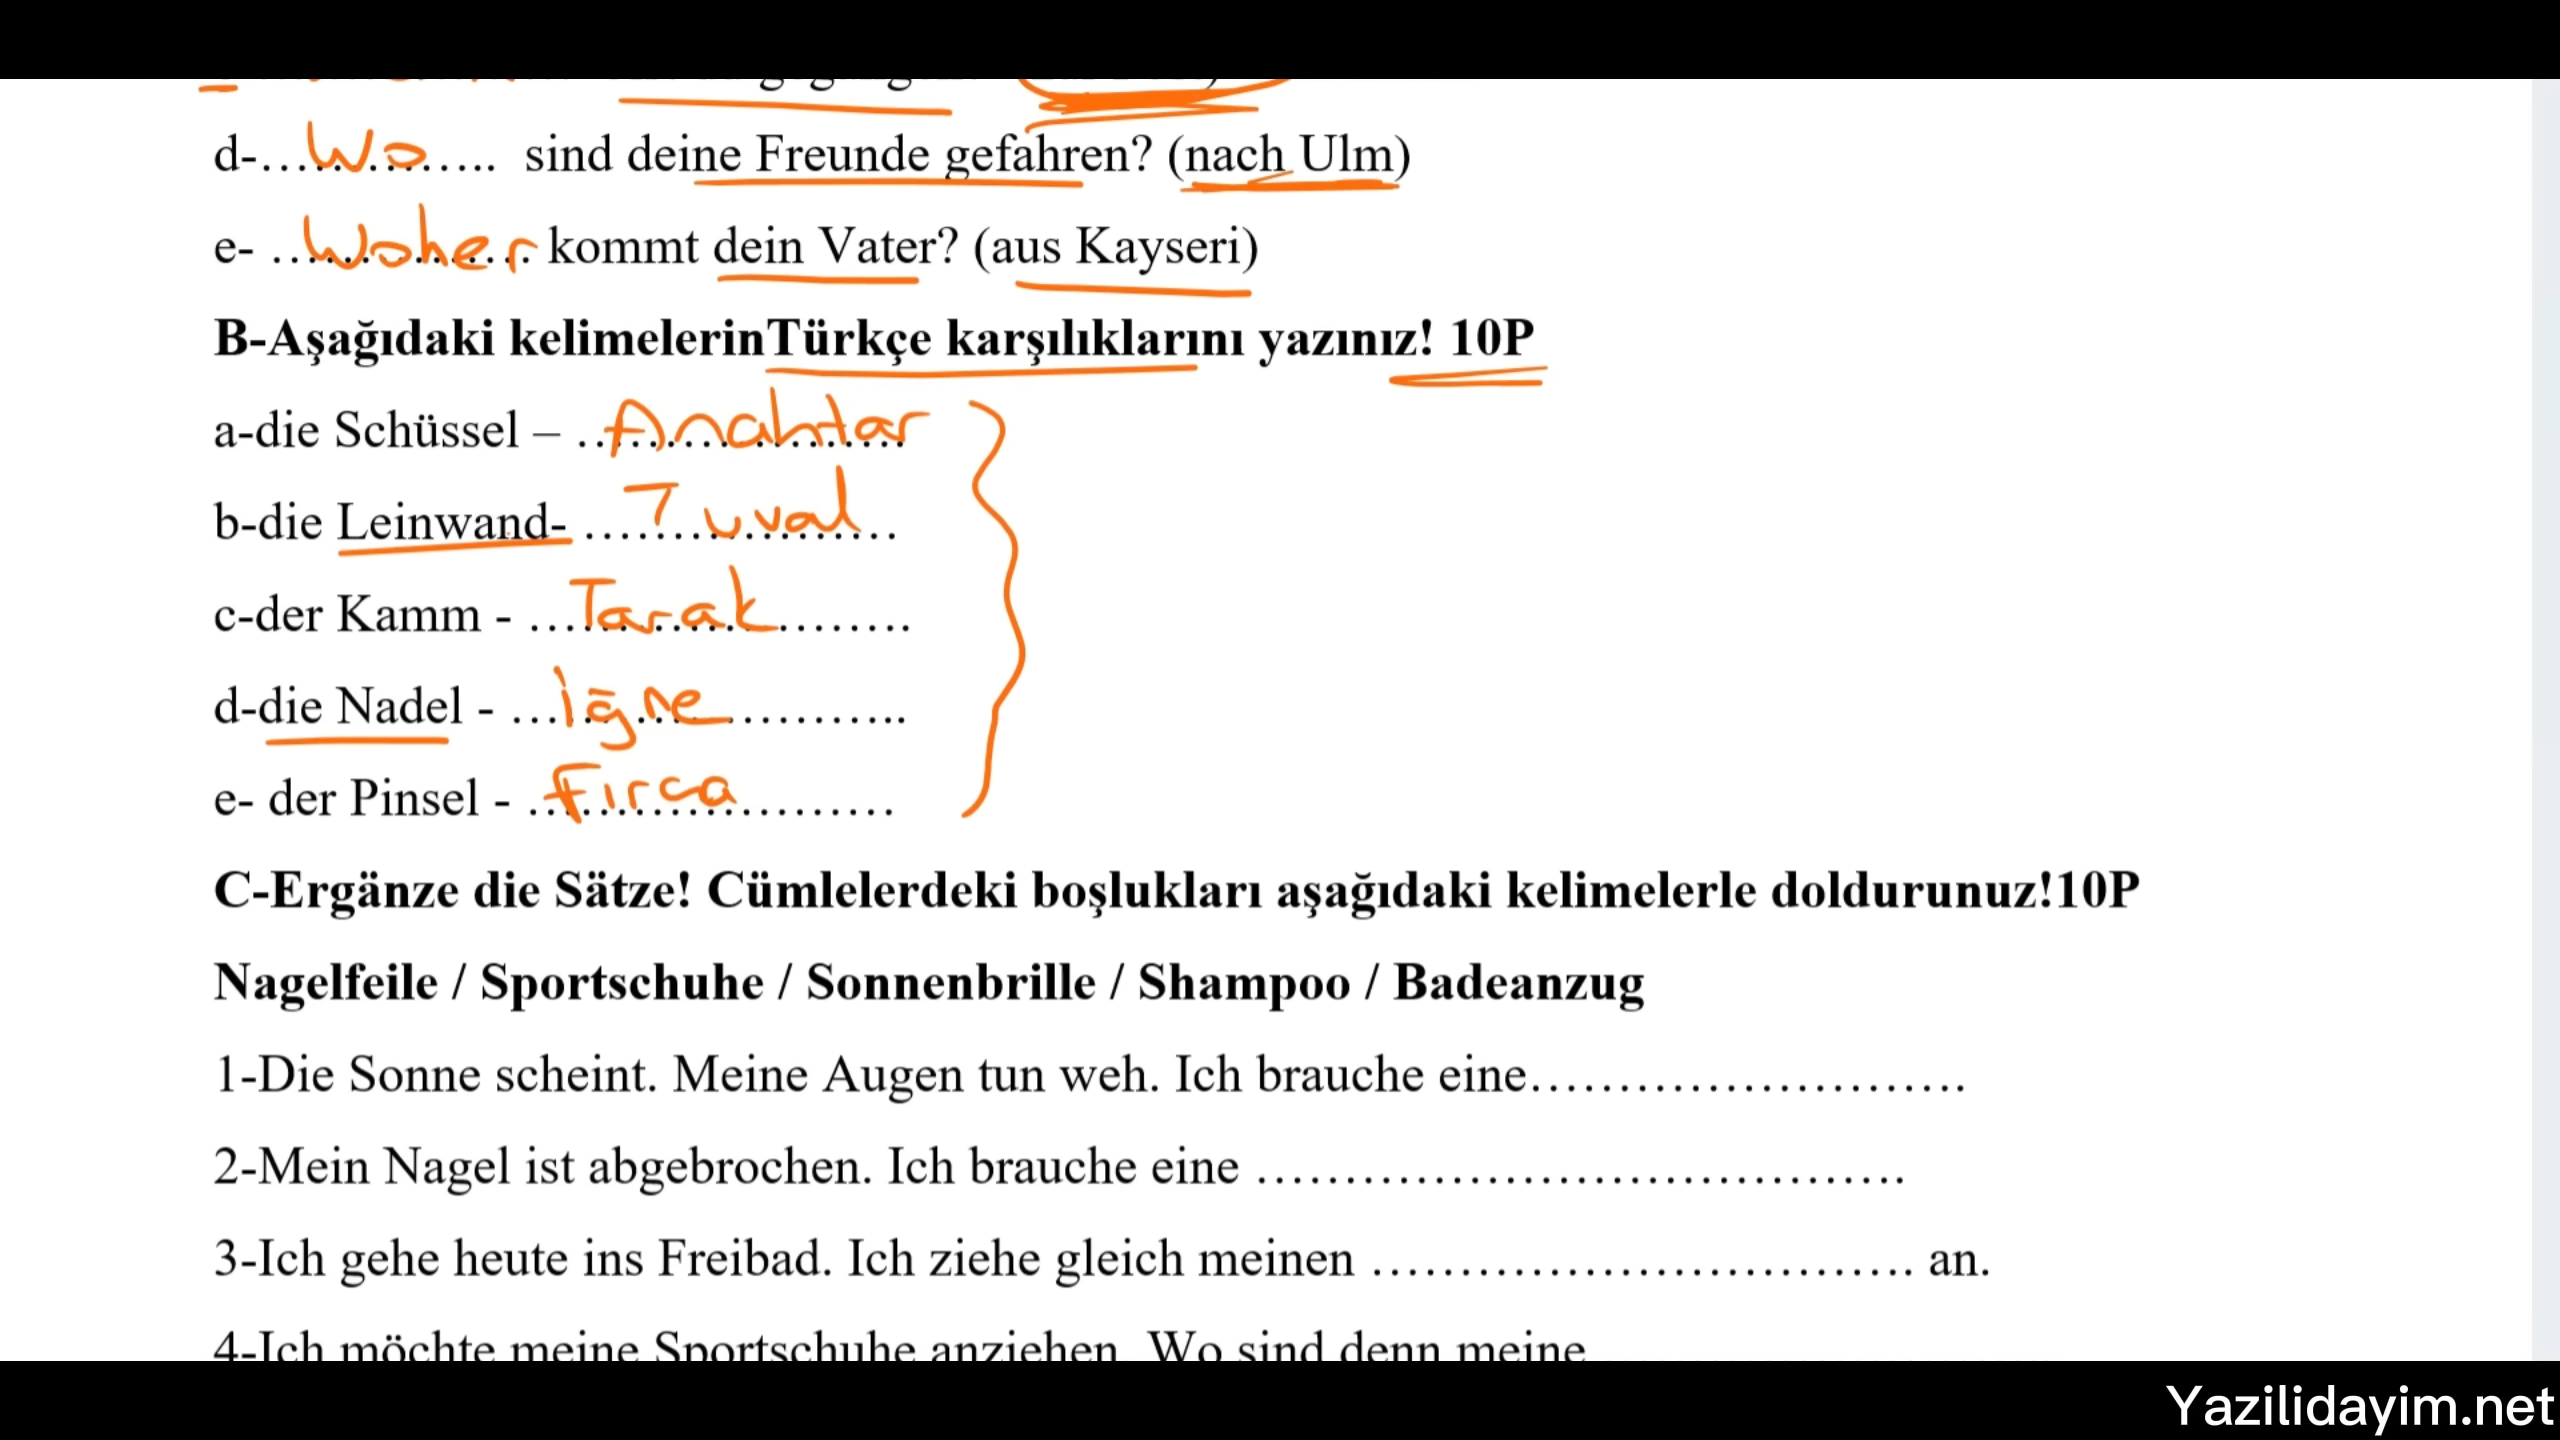 d-... Wo ..... sind deine Freunde gefahren? (nach Ulm)
e- .. Woher kommt dein Vater? (aus Kayseri)
B-Aşağıdaki kelimelerinTürkçe karşılıklarını yazınız! 10P
a-die Schüssel – .. Anahtar
b-die Leinwand- .... Tuval ...
c-der Kamm - ... Tarak ........
d-die Nadel - ... iğne ............
e- der Pinsel - . Fırca ...........
C-Ergänze die Sätze! Cümlelerdeki boşlukları aşağıdaki kelimelerle doldurunuz!10P
Nagelfeile / Sportschuhe / Sonnenbrille / Shampoo / Badeanzug
1-Die Sonne scheint. Meine Augen tun weh. Ich brauche eine..............................
2-Mein Nagel ist abgebrochen. Ich brauche eine .............................................
3-Ich gehe heute ins Freibad. Ich ziehe gleich meinen ...................................... an.
4-Ich möchte meine Sportschuhe anziehen. Wo sind denn meine
Yazilidayim.net